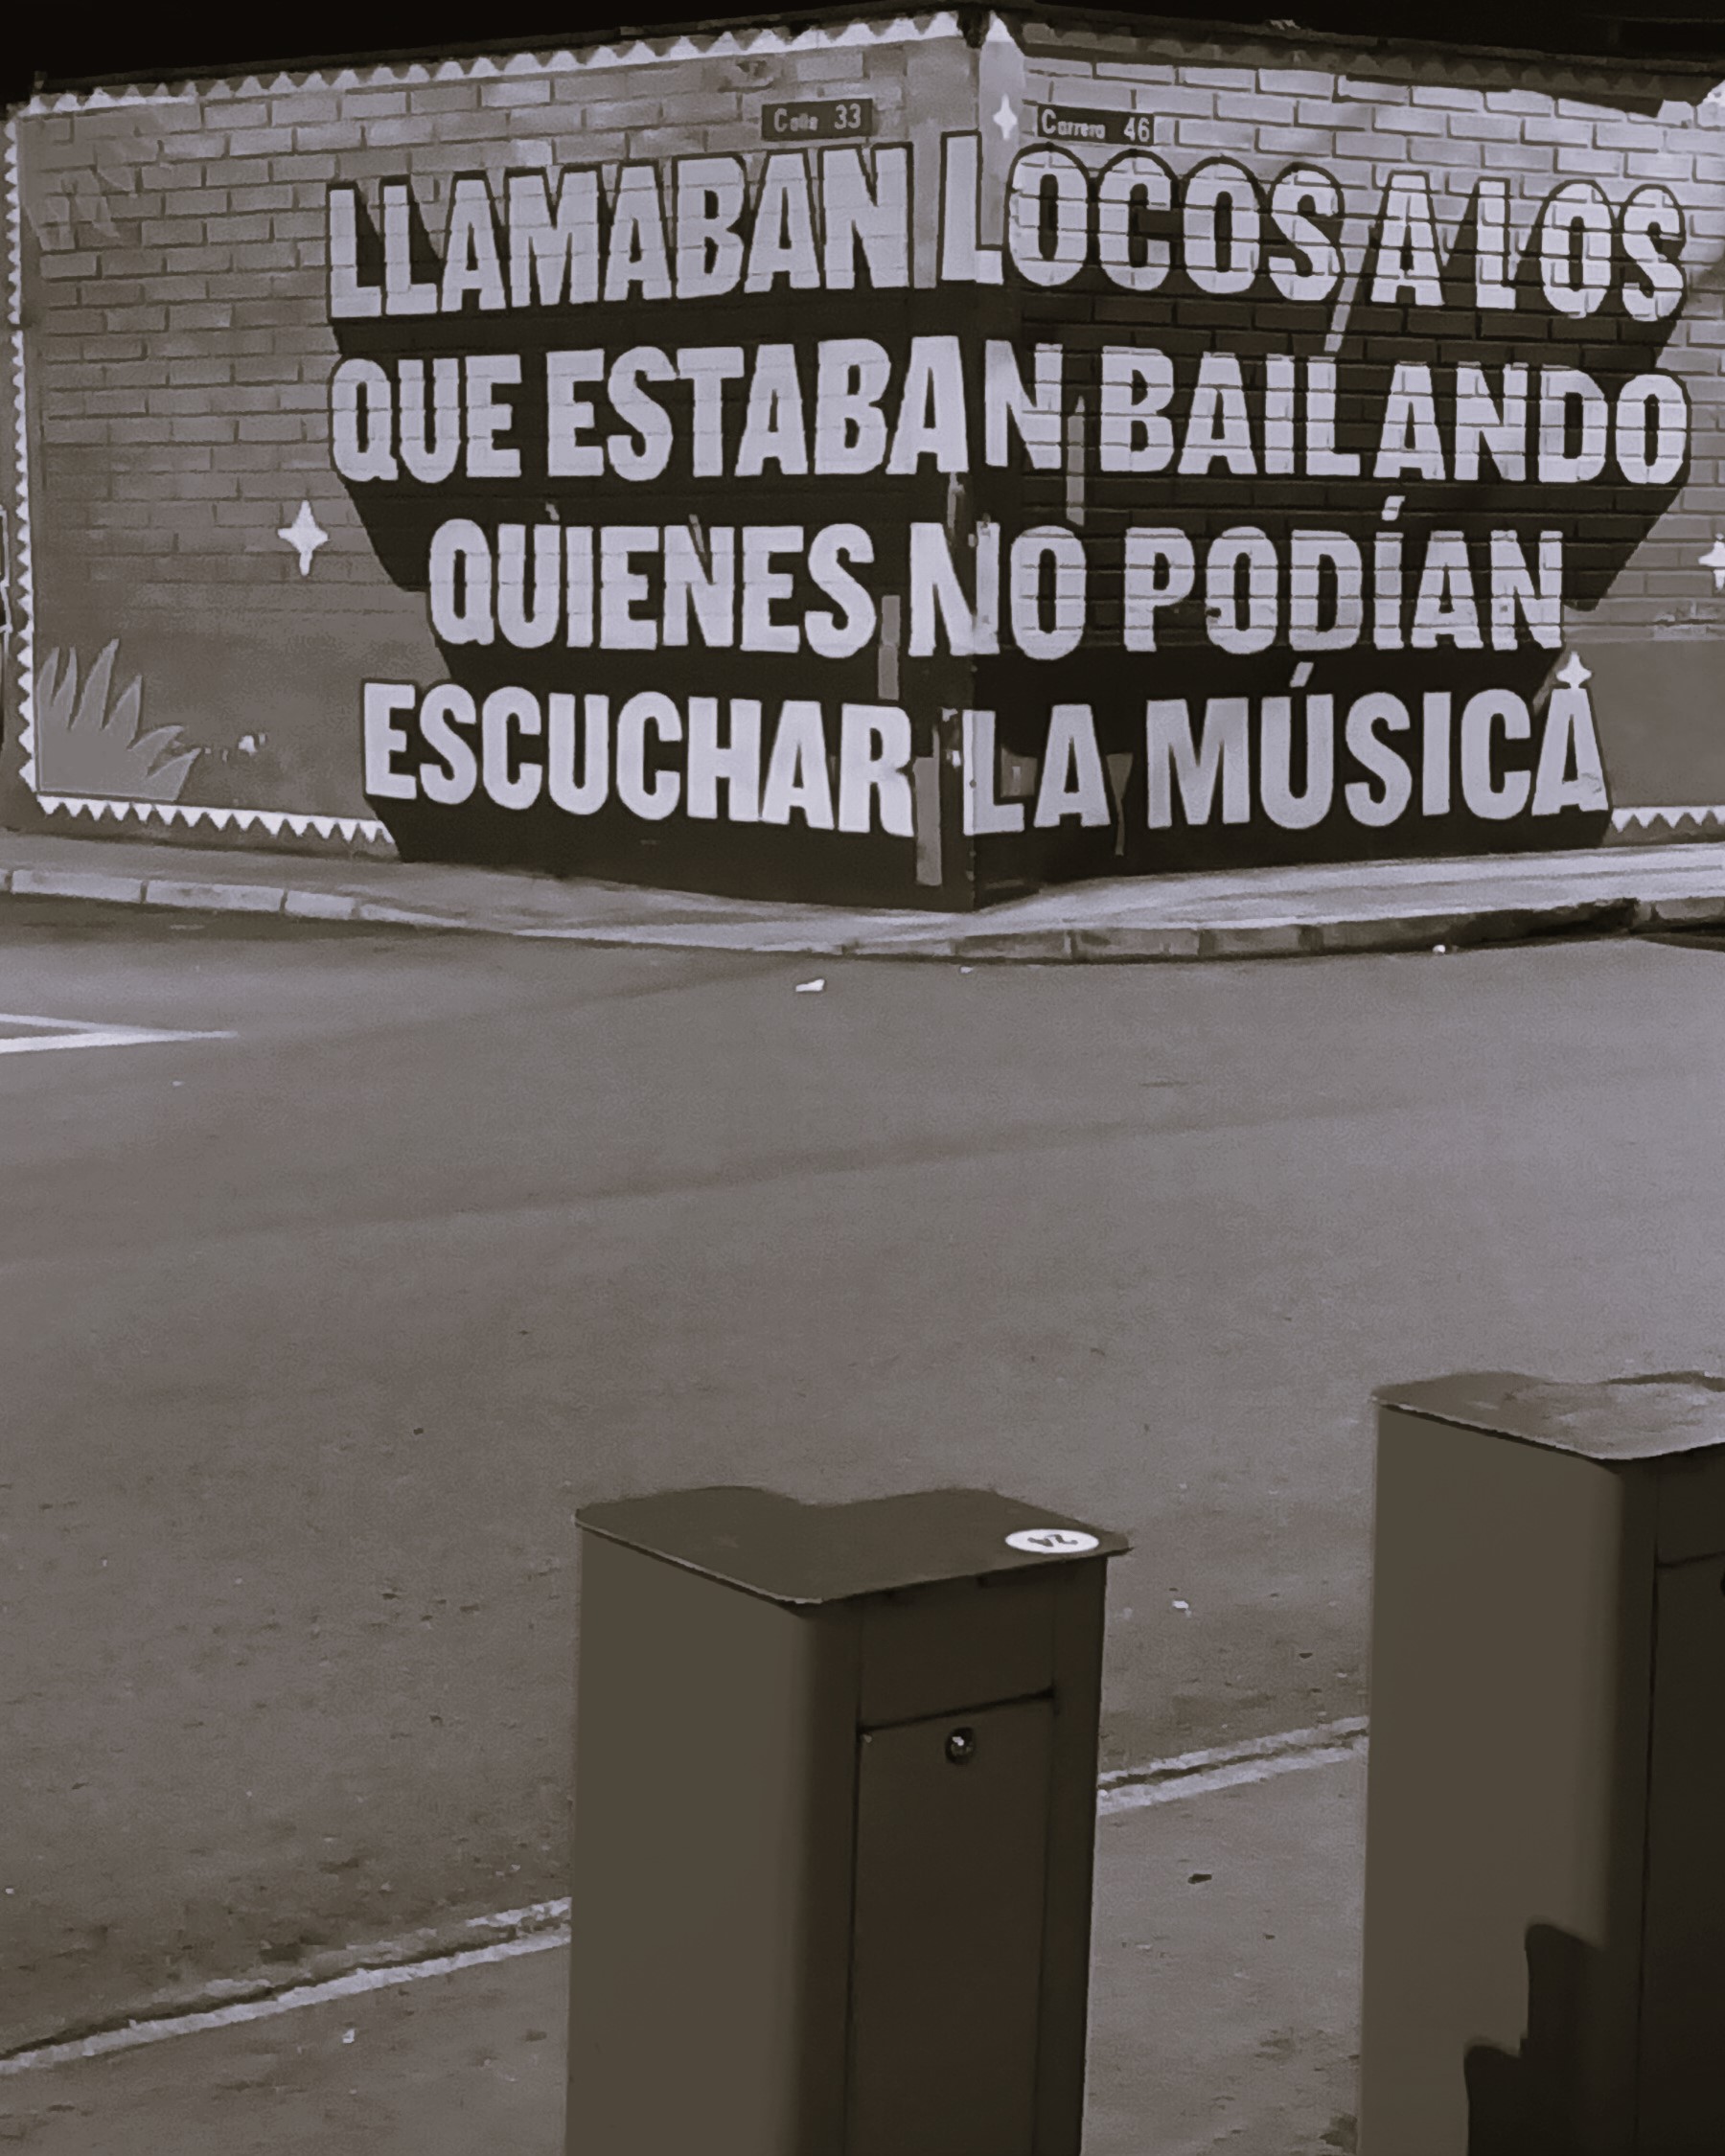 Calle 33
Carrera 46
LLAMABAN LOCOS A LOS
QUE ESTABAN BAILANDO
QUIENES NO PODÍAN
ESCUCHAR LA MÚSICA